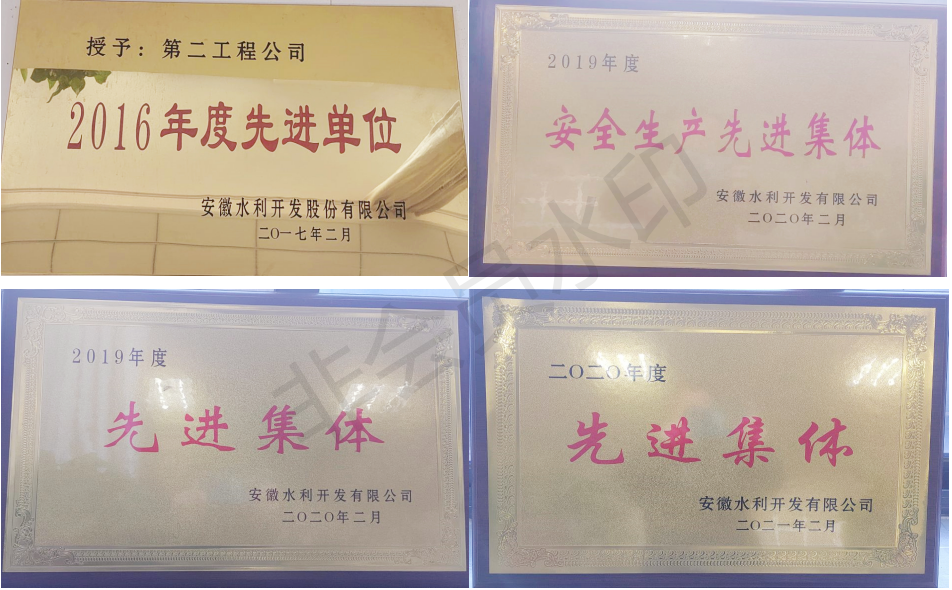 授予：第二工程公司
2016年度先进单位
安徽水利开发股份有限公司
二〇一七年二月
2019年度
安全生产先进集体
安徽水利开发有限公司
二〇二〇年二月
2019年度
先进集体
安徽水利开发有限公司
二〇二〇年二月
二〇二〇年度
先进集体
安徽水利开发有限公司
二〇二一年二月
非会员水印